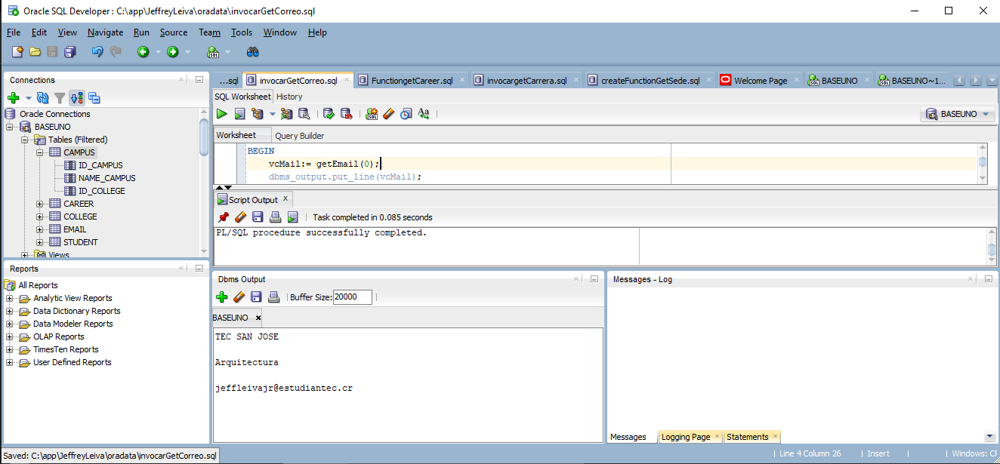 Oracle SQL Developer : C:\app\JeffreyLeiva\oradata\invocarGetCorreo.sql
File Edit View Navigate Run Source Team Tools Window Help
Connections
Oracle Connections
BASEUNO
Tables (Filtered)
CAMPUS
ID_CAMPUS
NAME_CAMPUS
ID_COLLEGE
CAREER
COLLEGE
EMAIL
STUDENT
Views
Reports
All Reports
Analytic View Reports
Data Dictionary Reports
Data Modeler Reports
OLAP Reports
TimesTen Reports
User Defined Reports
...sql invocarGetCorreo.sql FunctiongetCareer.sql invocargetCarrera.sql createFunctionGetSede.sql Welcome Page BASEUNO BASEUNO~1...
SQL Worksheet History
BASEUNO
Worksheet Query Builder
BEGIN
vcMail:= getEmail(0);
dbms_output.put_line(vcMail);
Script Output
Task completed in 0.085 seconds
PL/SQL procedure successfully completed.
Dbms Output
Buffer Size: 20000
BASEUNO
TEC SAN JOSE
Arquitectura
jeffleivajr@estudiantec.cr
Messages - Log
Messages Logging Page Statements
Saved: C:\app\JeffreyLeiva\oradata\invocarGetCorreo.sql
Line 4 Column 26 Insert Windows: CR